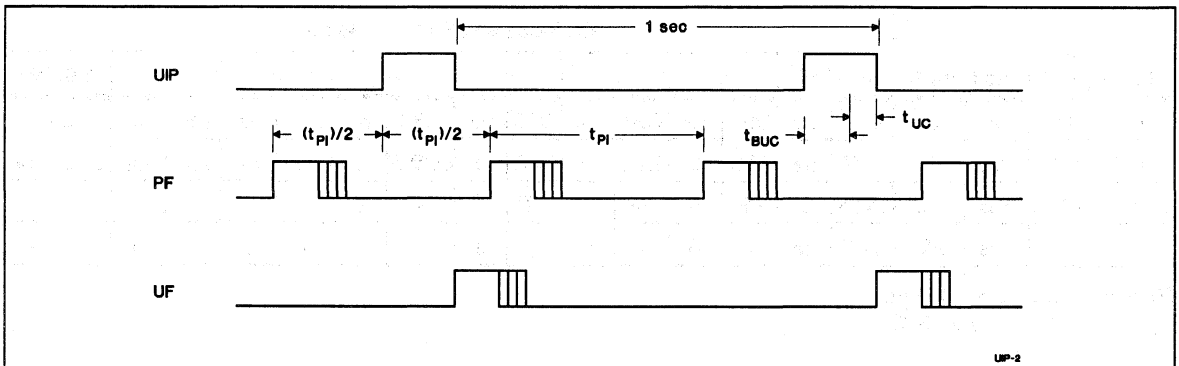 1 sec
UIP
(tPI)/2 (tPI)/2 tPI tBUC tUC
PF
UF
UIP-2